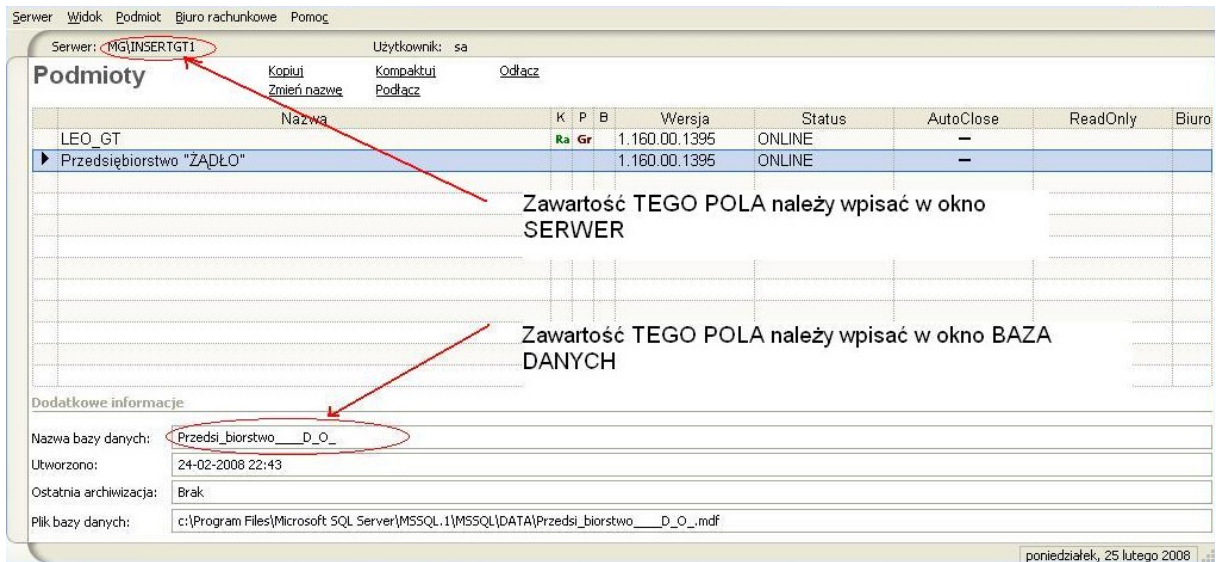 Serwer Widok Podmiot Biuro rachunkowe Pomoc
Serwer: MG\INSERTGT1 Użytkownik: sa
Podmioty Kopiuj Kompaktuj Odłącz
Zmień nazwę Podłącz
Nazwa K P B Wersja Status AutoClose ReadOnly Biuro
LEO_GT Ra Gr 1.160.00.1395 ONLINE –
Przedsiębiorstwo "ŻĄDŁO" 1.160.00.1395 ONLINE –
Zawartość TEGO POLA należy wpisać w okno
SERWER
Zawartość TEGO POLA należy wpisać w okno BAZA
DANYCH
Dodatkowe informacje
Nazwa bazy danych: Przedsi_biorstwo____D_O_
Utworzono: 24-02-2008 22:43
Ostatnia archiwizacja: Brak
Plik bazy danych: c:\Program Files\Microsoft SQL Server\MSSQL.1\MSSQL\DATA\Przedsi_biorstwo____D_O_.mdf
poniedziałek, 25 lutego 2008